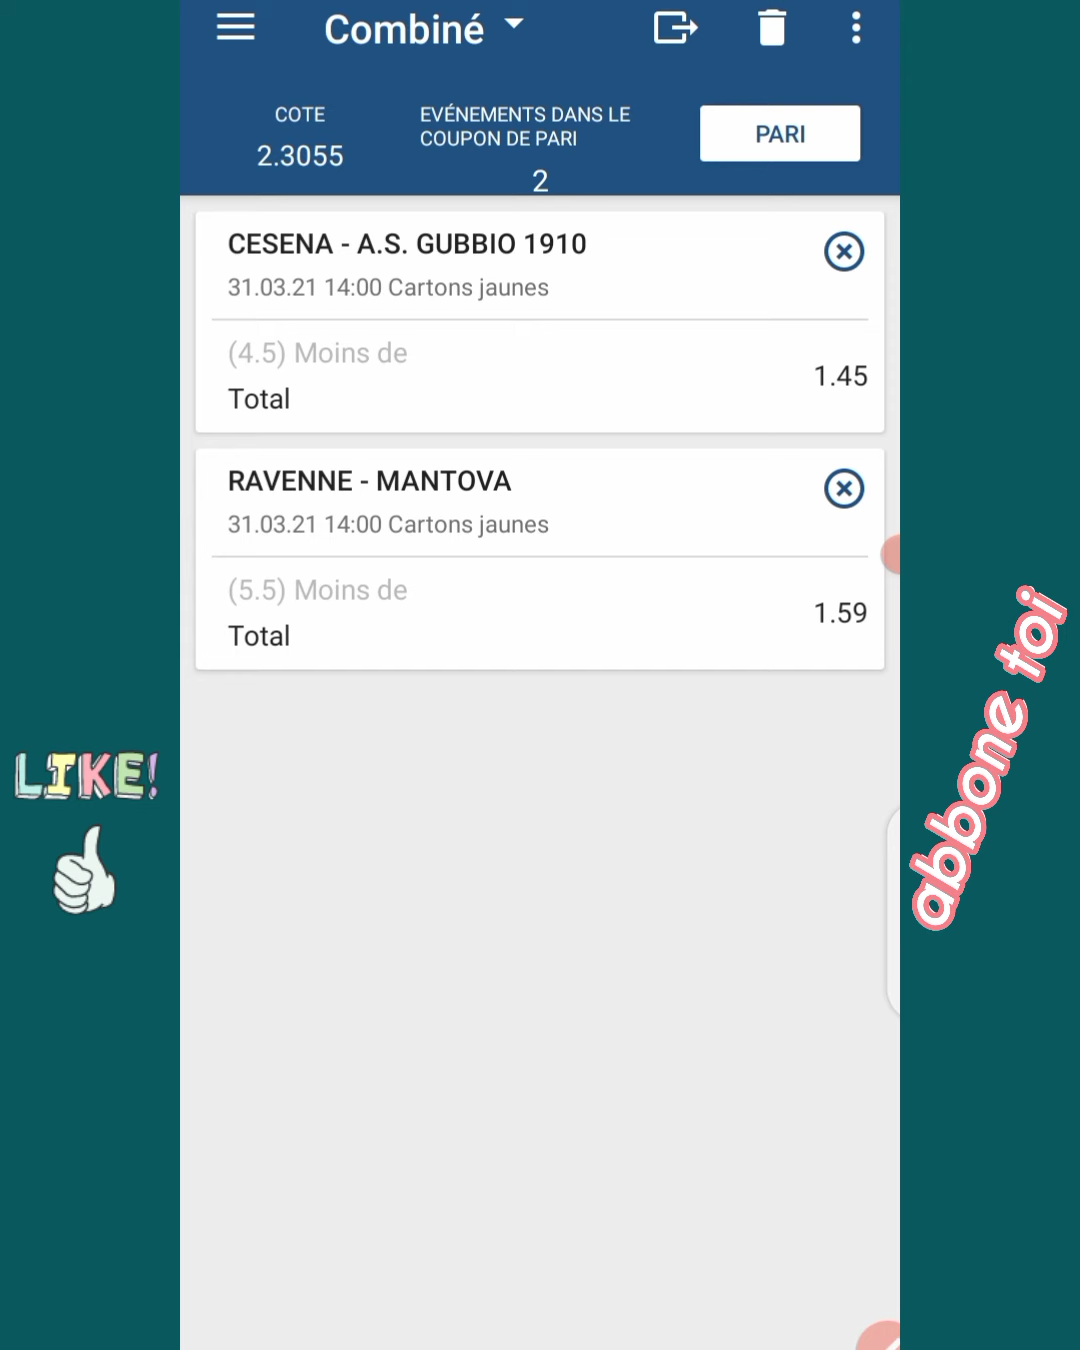 Combiné
COTE
2.3055
EVÉNEMENTS DANS LE
COUPON DE PARI
2
PARI
CESENA - A.S. GUBBIO 1910
31.03.21 14:00 Cartons jaunes
(4.5) Moins de
Total
1.45
RAVENNE - MANTOVA
31.03.21 14:00 Cartons jaunes
(5.5) Moins de
Total
1.59
LIKE!
abbone toi